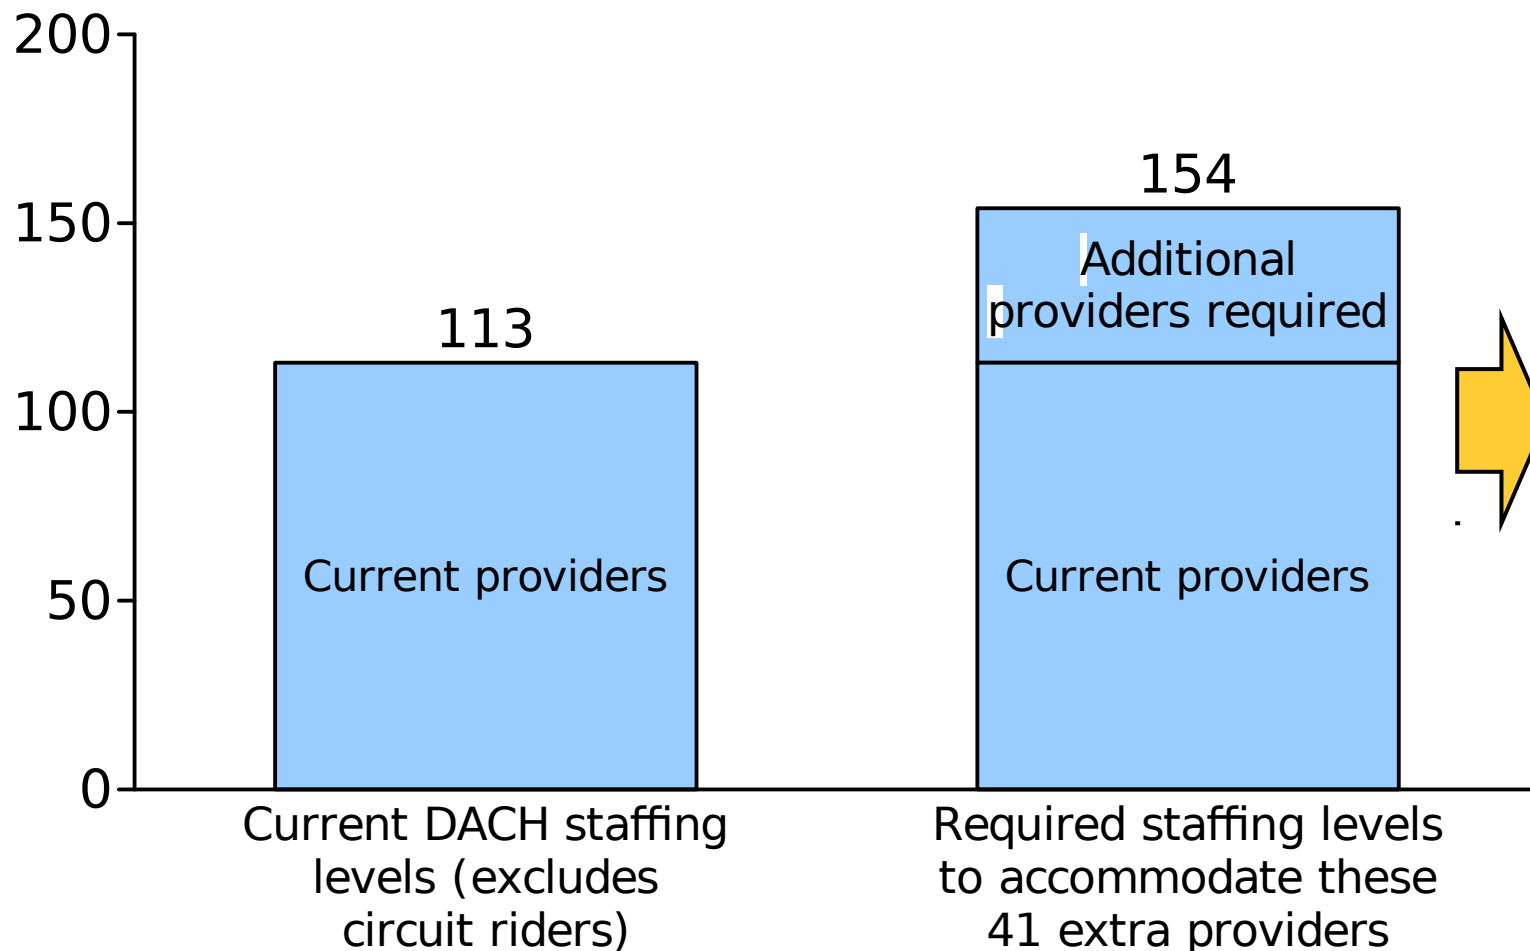 200
150
100
50
0
113
Current providers
154
Additional
providers required
Current providers
Current DACH staffing
levels (excludes
circuit riders)
Required staffing levels
to accommodate these
41 extra providers